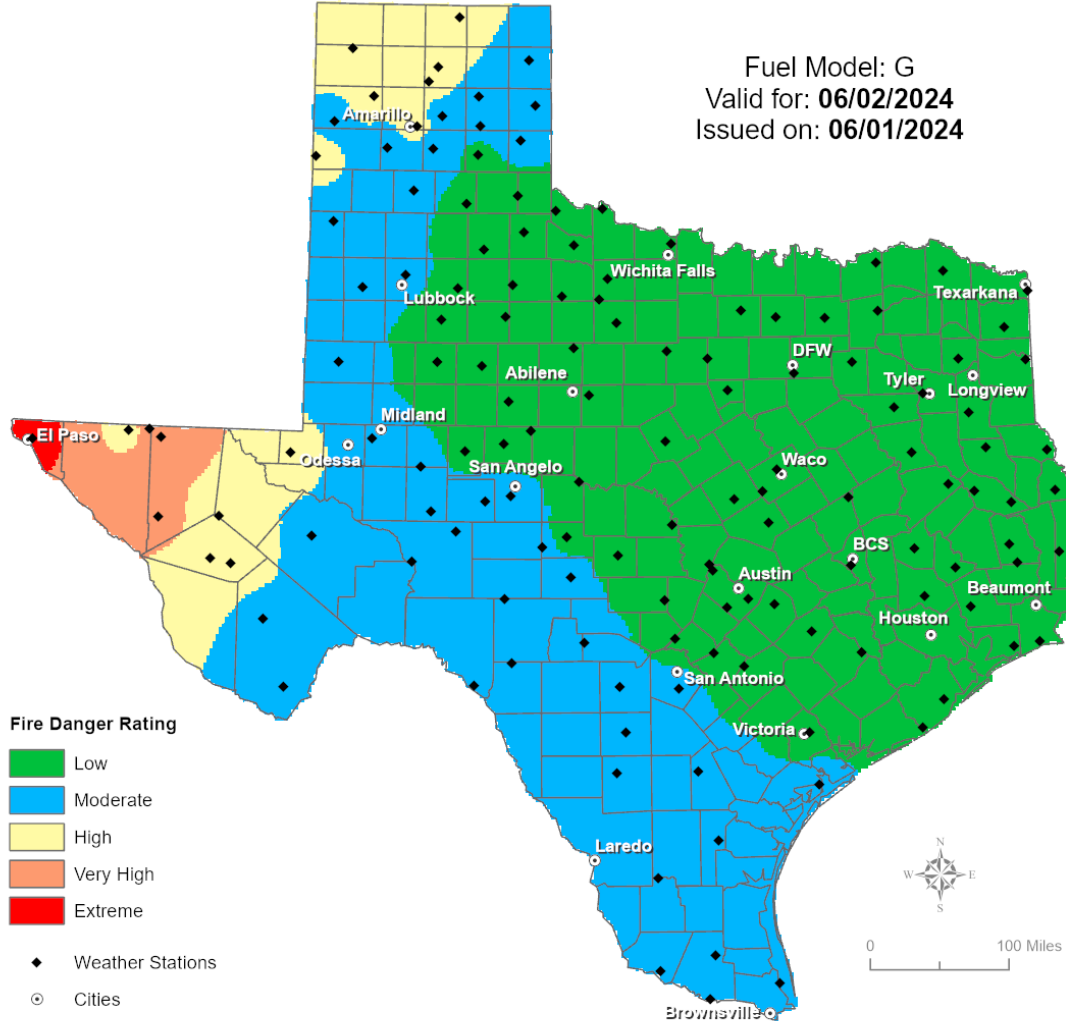 Fuel Model: G
Valid for: 06/02/2024
Issued on: 06/01/2024
Amarillo
Wichita Falls
Lubbock
Texarkana
DFW
Abilene
Tyler
Longview
Midland
El Paso
Odessa
San Angelo
Waco
BCS
Austin
Beaumont
Houston
San Antonio
Victoria
Laredo
Brownsville
Fire Danger Rating
Low
Moderate
High
Very High
Extreme
Weather Stations
Cities
N
W E
S
0 100 Miles